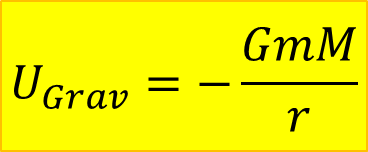 U_Grav = − GmM / r